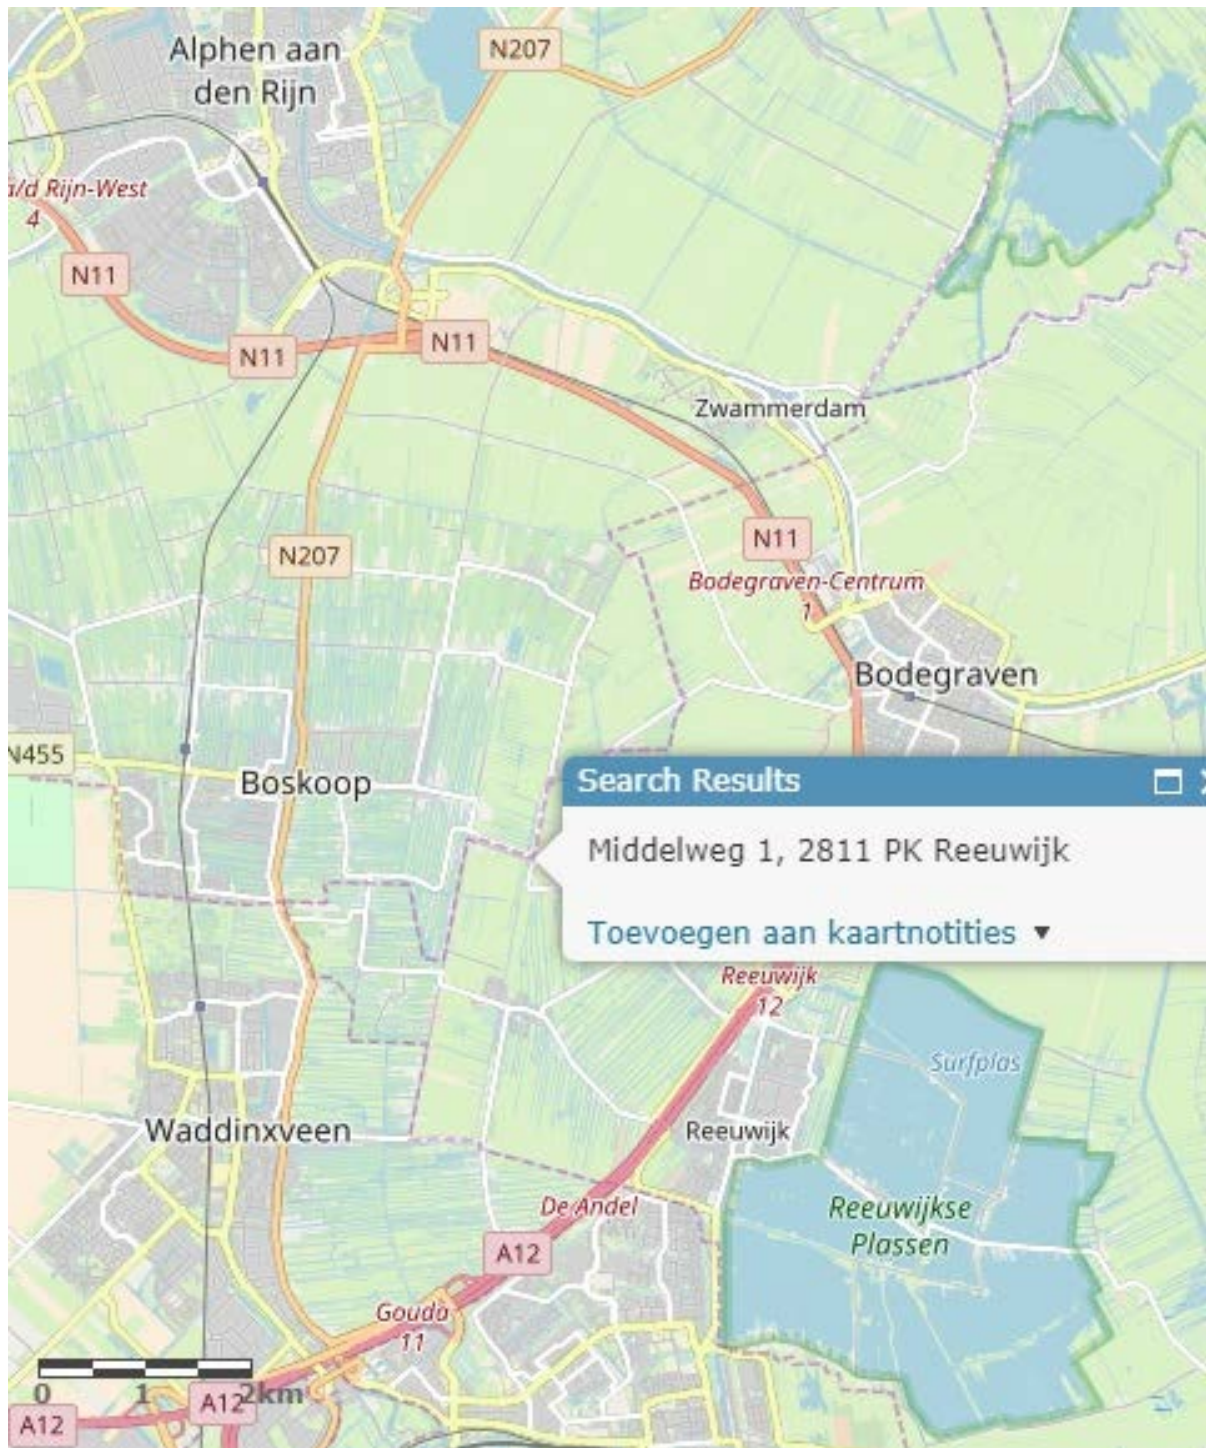 Alphen aan
den Rijn
N207
a/d Rijn-West
4
N11
N11
N11
Zwammerdam
N11
N207
Bodegraven-Centrum
1
Bodegraven
N455
Boskoop
Search Results
Middelweg 1, 2811 PK Reeuwijk
Toevoegen aan kaartnotities ▼
Reeuwijk
12
Surfplas
Waddinxveen
Reeuwijk
De Andel
Reeuwijkse
Plassen
A12
Gouda
11
0 1 2km
A12
A12